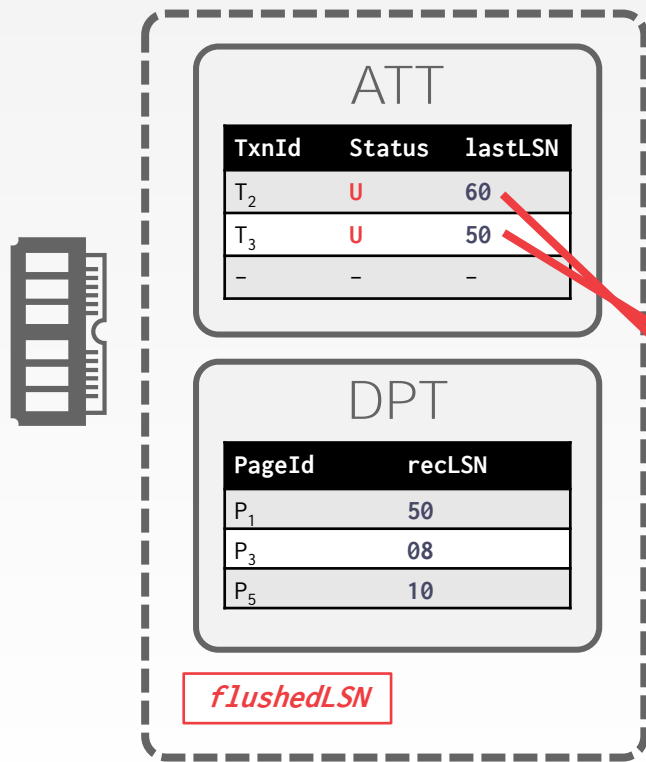 ATT
TxnId Status lastLSN
T₂ U 60
T₃ U 50
– – –
DPT
PageId recLSN
P₁ 50
P₃ 08
P₅ 10
flushedLSN